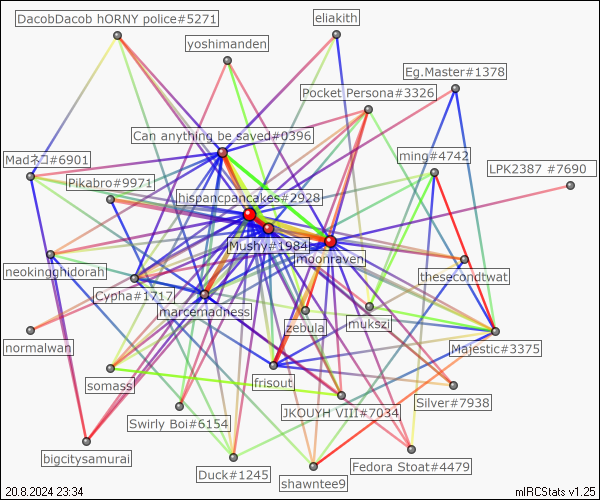 DacobDacob hORNY police#5271
eliakith
yoshimanden
Eg.Master#1378
Pocket Persona#3326
Can anything be saved#0396
Madネコ#6901
ming#4742
LPK2387 #7690
Pikabro#9971
hispancpancakes#2928
Mushy#1984
moonraven
neokingghidorah
thesecondtwat
Cypha#1717
marcemadness
zebula
mukszil
normalwan
Majestic#3375
somass
frisout
Silver#7938
JKOUYH VIII#7034
Swirly Boi#6154
bigcitysamurai
Duck#1245
Fedora Stoat#4479
shawntee9
20.8.2024 23:34
mIRCStats v1.25